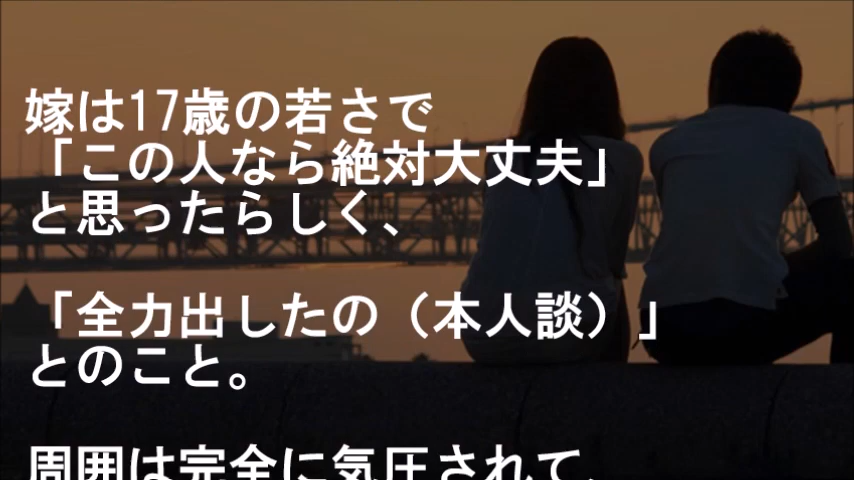 嫁は17歳の若さで
「この人なら絶対大丈夫」
と思ったらしく、
「全力出したの（本人談）」
とのこと。
周囲は完全に気圧されて、